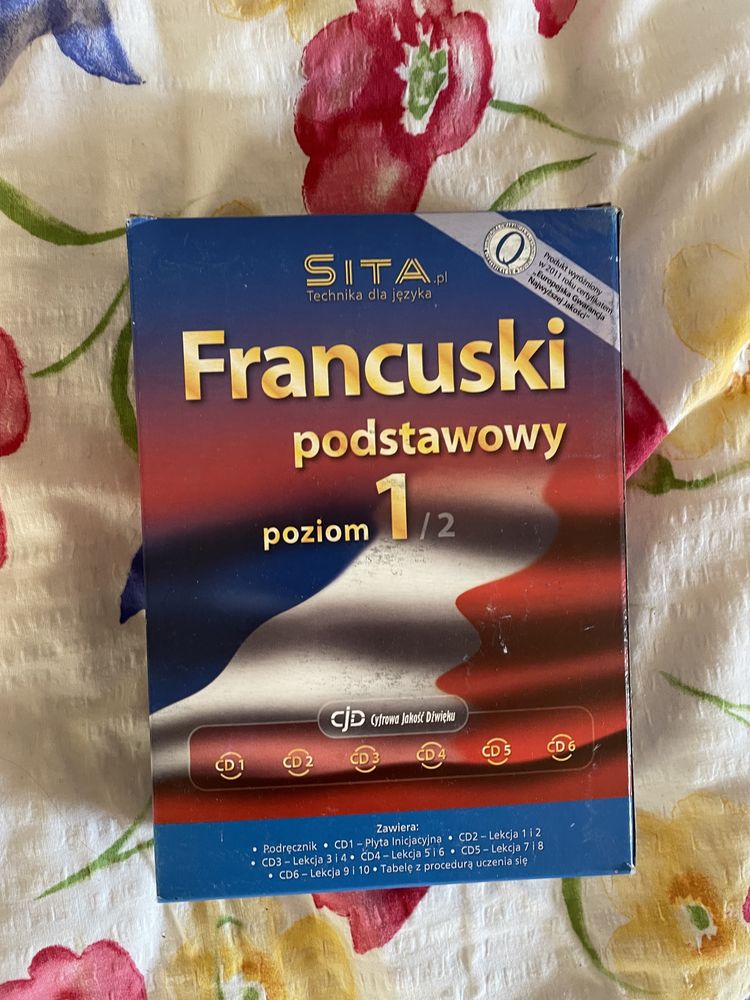 SITA.pl
Technika dla języka
Q
Produkt wyróżniony
w 2011 roku certyfikatem
„Europejska Gwarancja
Najwyższej Jakości”
Francuski
podstawowy
poziom 1/2
CJD Cyfrowa Jakość Dźwięku
CD 1 CD 2 CD 3 CD 4 CD 5 CD 6
Zawiera:
• Podręcznik • CD1 – Płyta Inicjacyjna • CD2 – Lekcja 1 i 2
• CD3 – Lekcja 3 i 4 • CD4 – Lekcja 5 i 6 • CD5 – Lekcja 7 i 8
• CD6 – Lekcja 9 i 10 • Tabelę z procedurą uczenia się